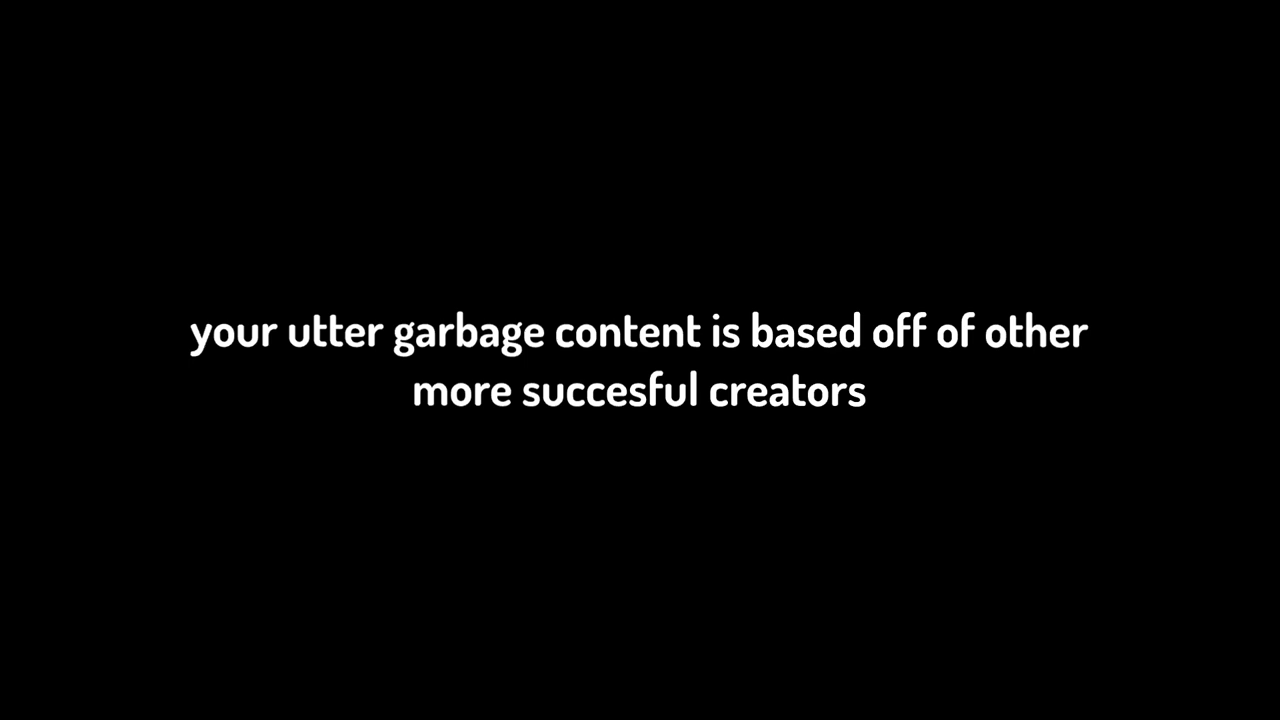 your utter garbage content is based off of other
more succesful creators